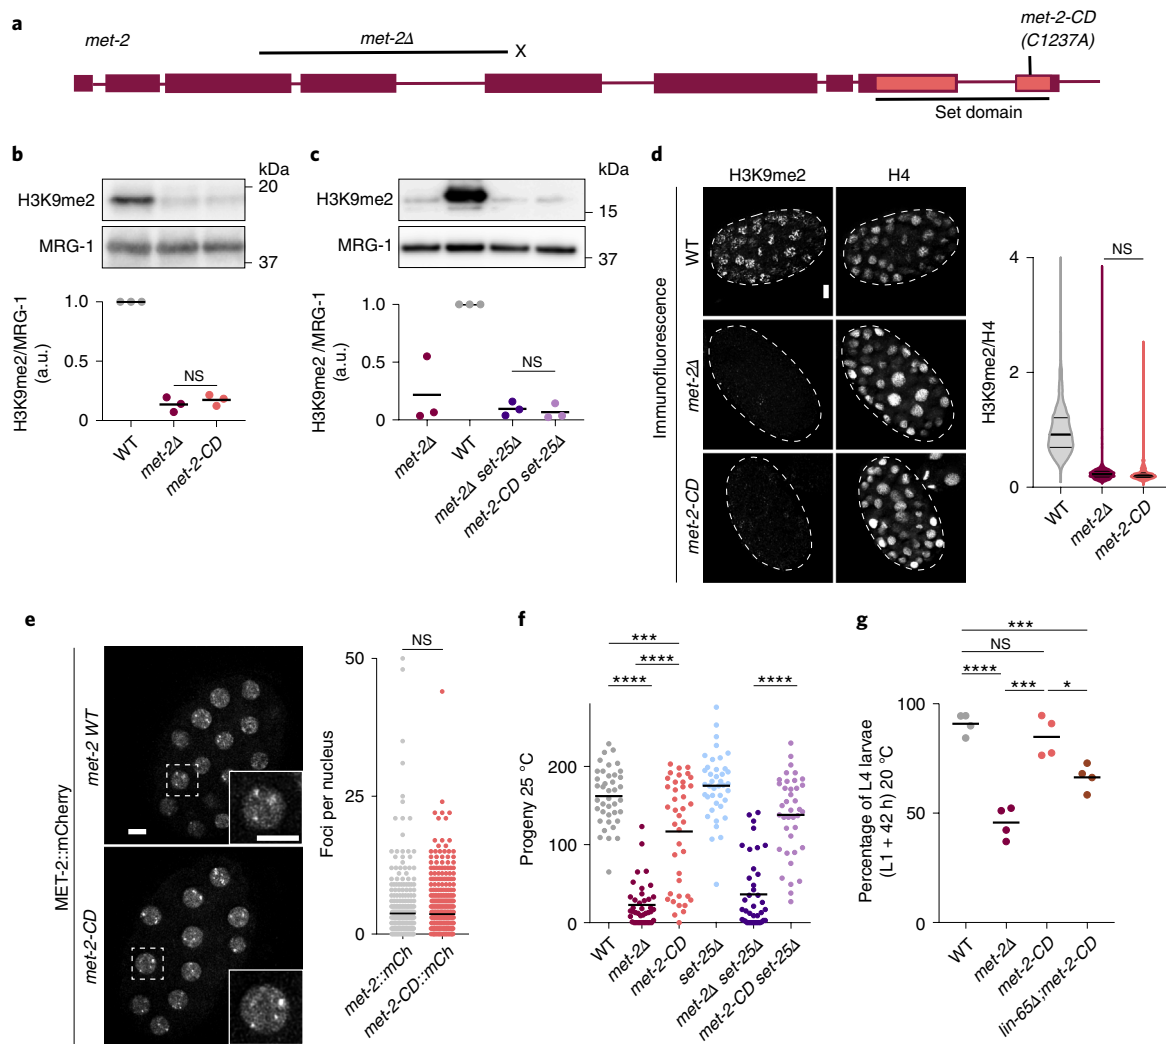 a
met-2
met-2Δ
X
met-2-CD
(C1237A)
Set domain
b
kDa
H3K9me2
20
MRG-1
37
H3K9me2/MRG-1
(a.u.)
1.0
0.5
0
NS
WT
met-2Δ
met-2-CD
c
kDa
H3K9me2
15
MRG-1
37
H3K9me2 /MRG-1
(a.u.)
1.0
0.5
0
NS
met-2Δ
WT
met-2Δ set-25Δ
met-2-CD set-25Δ
d
H3K9me2
H4
Immunofluorescence
WT
met-2Δ
met-2-CD
H3K9me2/H4
4
2
0
NS
WT
met-2Δ
met-2-CD
e
MET-2::mCherry
met-2 WT
met-2-CD
Foci per nucleus
50
25
0
NS
met-2::mCh
met-2-CD::mCh
f
Progeny 25 °C
200
100
0
***
****
****
****
WT
met-2Δ
met-2-CD
set-25Δ
met-2Δ set-25Δ
met-2-CD set-25Δ
g
Percentage of L4 larvae
(L1 + 42 h) 20 °C
100
50
0
***
NS
****
***
*
WT
met-2Δ
met-2-CD
lin-65Δ;met-2-CD